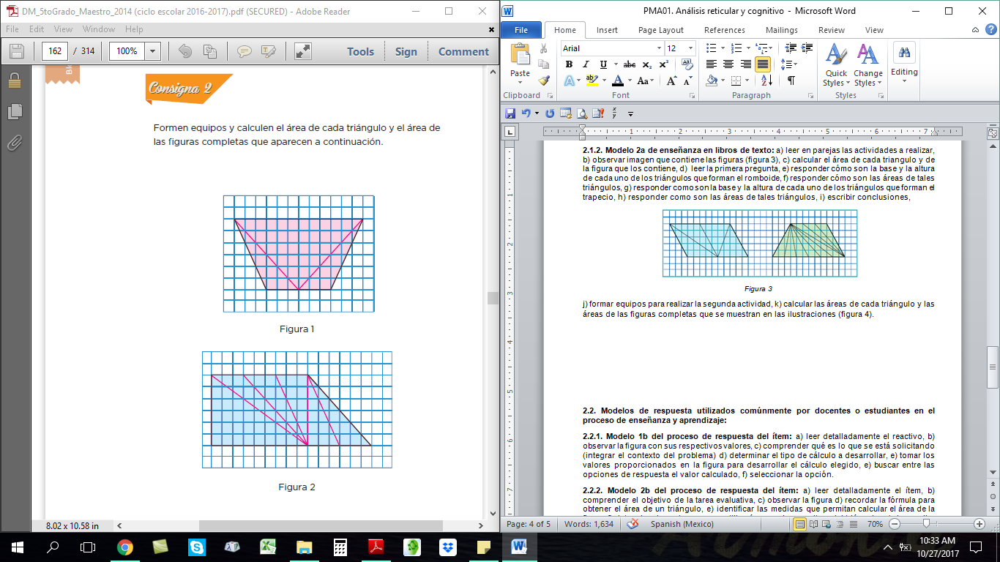 DM_5toGrado_Maestro_2014 (ciclo escolar 2016-2017).pdf (SECURED) - Adobe Reader
File Edit View Window Help
162 / 314 100% Tools Sign Comment
Consigna 2
Formen equipos y calculen el área de cada triángulo y el área de
las figuras completas que aparecen a continuación.
Figura 1
Figura 2
8.02 x 10.58 in
PMA01. Análisis reticular y cognitivo - Microsoft Word
File Home Insert Page Layout References Mailings Review View
Paste
Clipboard
Arial 12
Font
Paragraph
Quick Styles
Change Styles
Styles
Editing
1 2 3 4 5 6 7
2.1.2. Modelo 2a de enseñanza en libros de texto: a) leer en parejas las actividades a realizar,
b) observar imagen que contiene las figuras (figura 3), c) calcular el área de cada triangulo y de
la figura que los contiene, d) leer la primera pregunta, e) responder cómo son la base y la altura
de cada uno de los triángulos que forman el romboide, f) responder cómo son las áreas de tales
triángulos, g) responder como son la base y la altura de cada uno de los triángulos que forman el
trapecio, h) responder como son las áreas de tales triángulos, i) escribir conclusiones,
Figura 3
j) formar equipos para realizar la segunda actividad, k) calcular las áreas de cada triángulo y las
áreas de las figuras completas que se muestran en las ilustraciones (figura 4).
2.2. Modelos de respuesta utilizados comúnmente por docentes o estudiantes en el
proceso de enseñanza y aprendizaje:
2.2.1. Modelo 1b del proceso de respuesta del ítem: a) leer detalladamente el reactivo, b)
observar la figura con sus respectivos valores, c) comprender qué es lo que se está solicitando
(integrar el contexto del problema) d) determinar el tipo de cálculo a desarrollar, e) tomar los
valores proporcionados en la figura para desarrollar el cálculo elegido, e) buscar entre las
opciones de respuesta el valor calculado, f) seleccionar la opción.
2.2.2. Modelo 2b del proceso de respuesta del ítem: a) leer detalladamente el ítem, b)
comprender el objetivo de la tarea evaluativa, c) observar la figura d) recordar la fórmula para
obtener el área de un triángulo, e) identificar las medidas que permitan calcular el área de la
Page: 4 of 5 Words: 1,634 Spanish (Mexico) 70%
10:33 AM
10/27/2017